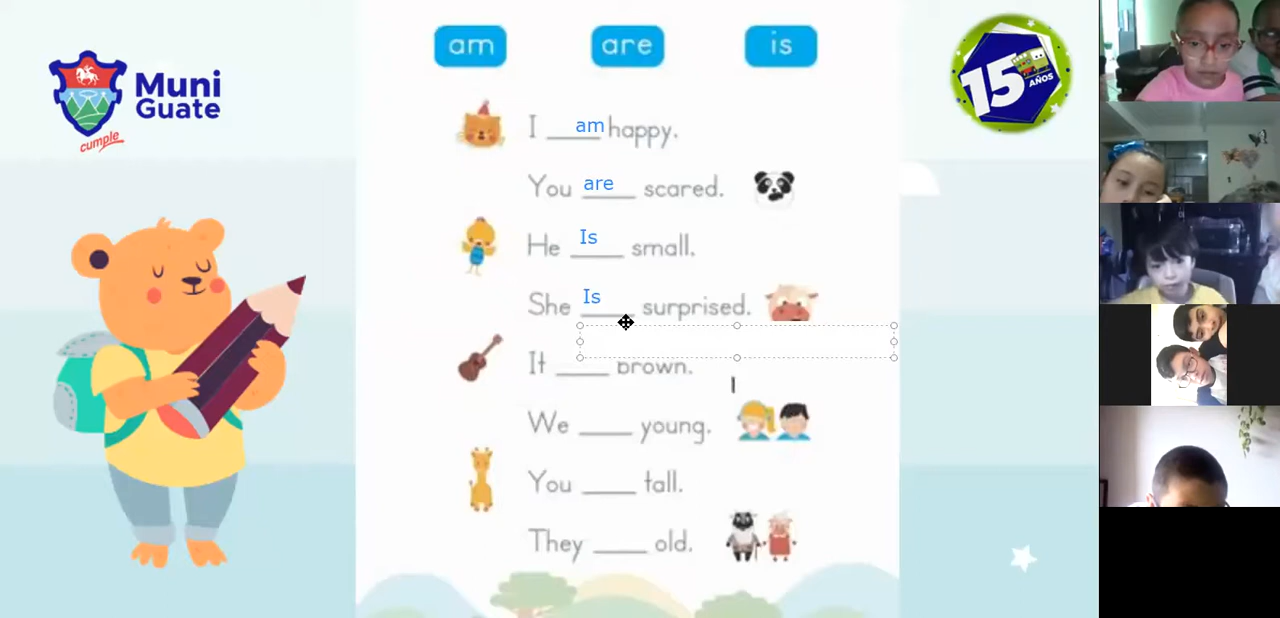 am are is
Muni
Guate
cumple
15
AÑOS
I am happy.
You are scared.
He Is small.
She Is surprised.
It ____ brown.
We ____ young.
You ____ tall.
They ____ old.